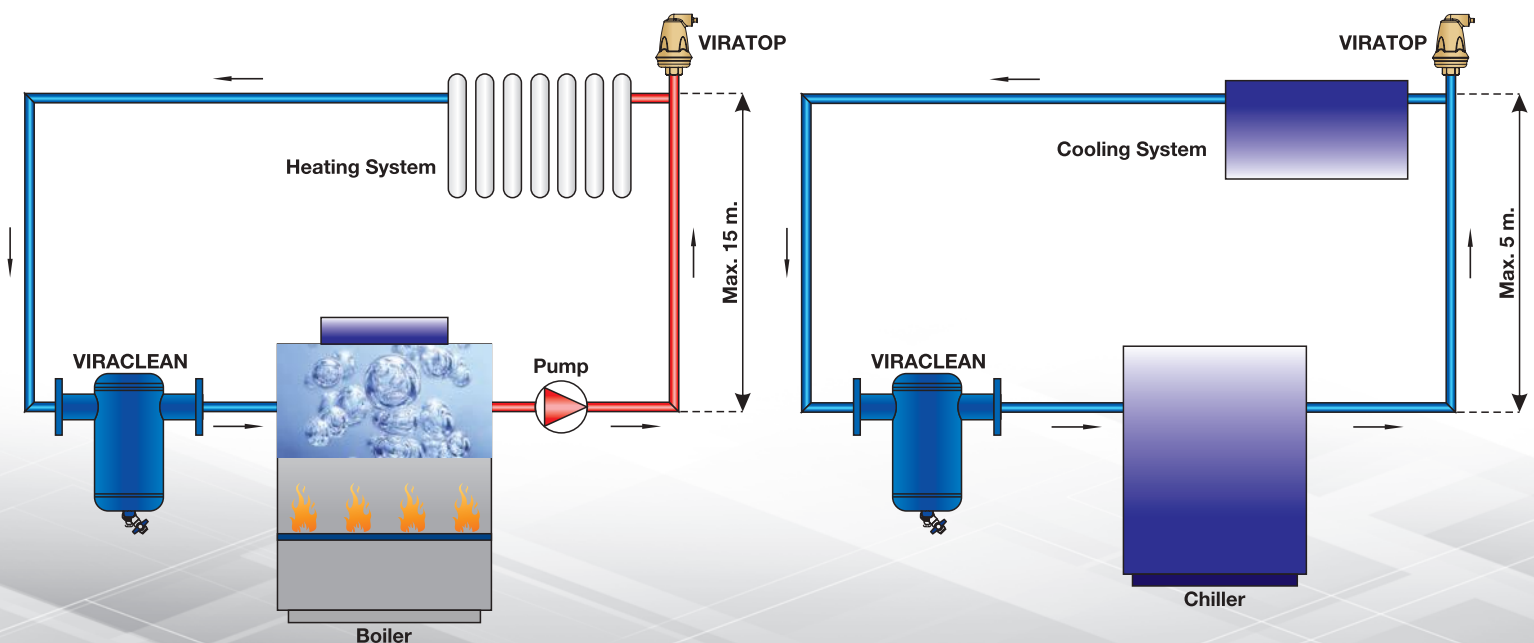 VIRATOP
Heating System
Max. 15 m.
VIRACLEAN
Pump
Boiler
VIRATOP
Cooling System
Max. 5 m.
VIRACLEAN
Chiller